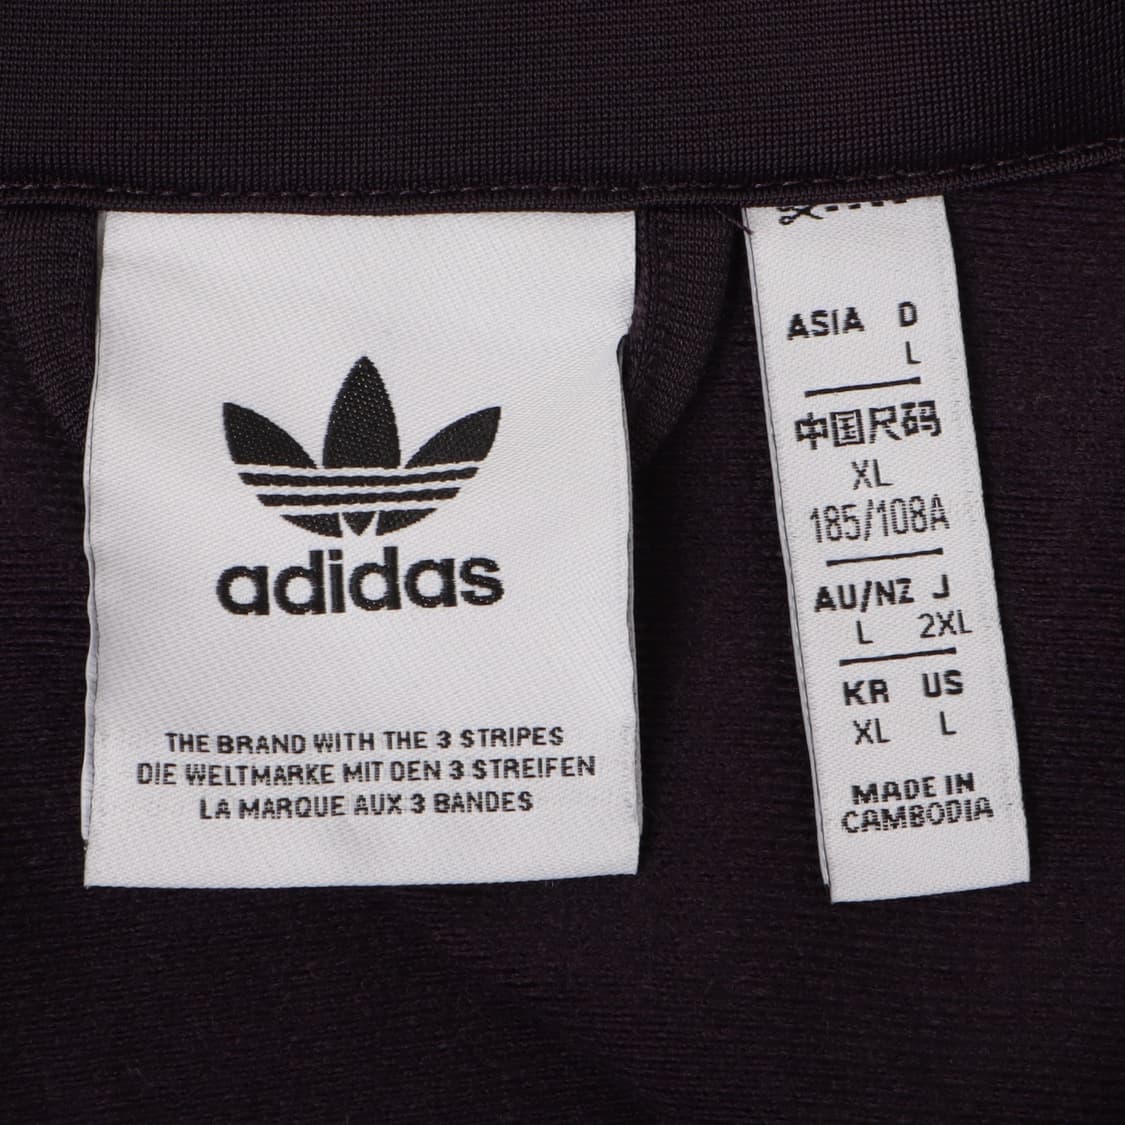 adidas
THE BRAND WITH THE 3 STRIPES
DIE WELTMARKE MIT DEN 3 STREIFEN
LA MARQUE AUX 3 BANDES
ASIA D
L
中国尺码
XL
185/108A
AU/NZ J
L 2XL
KR US
XL L
MADE IN
CAMBODIA